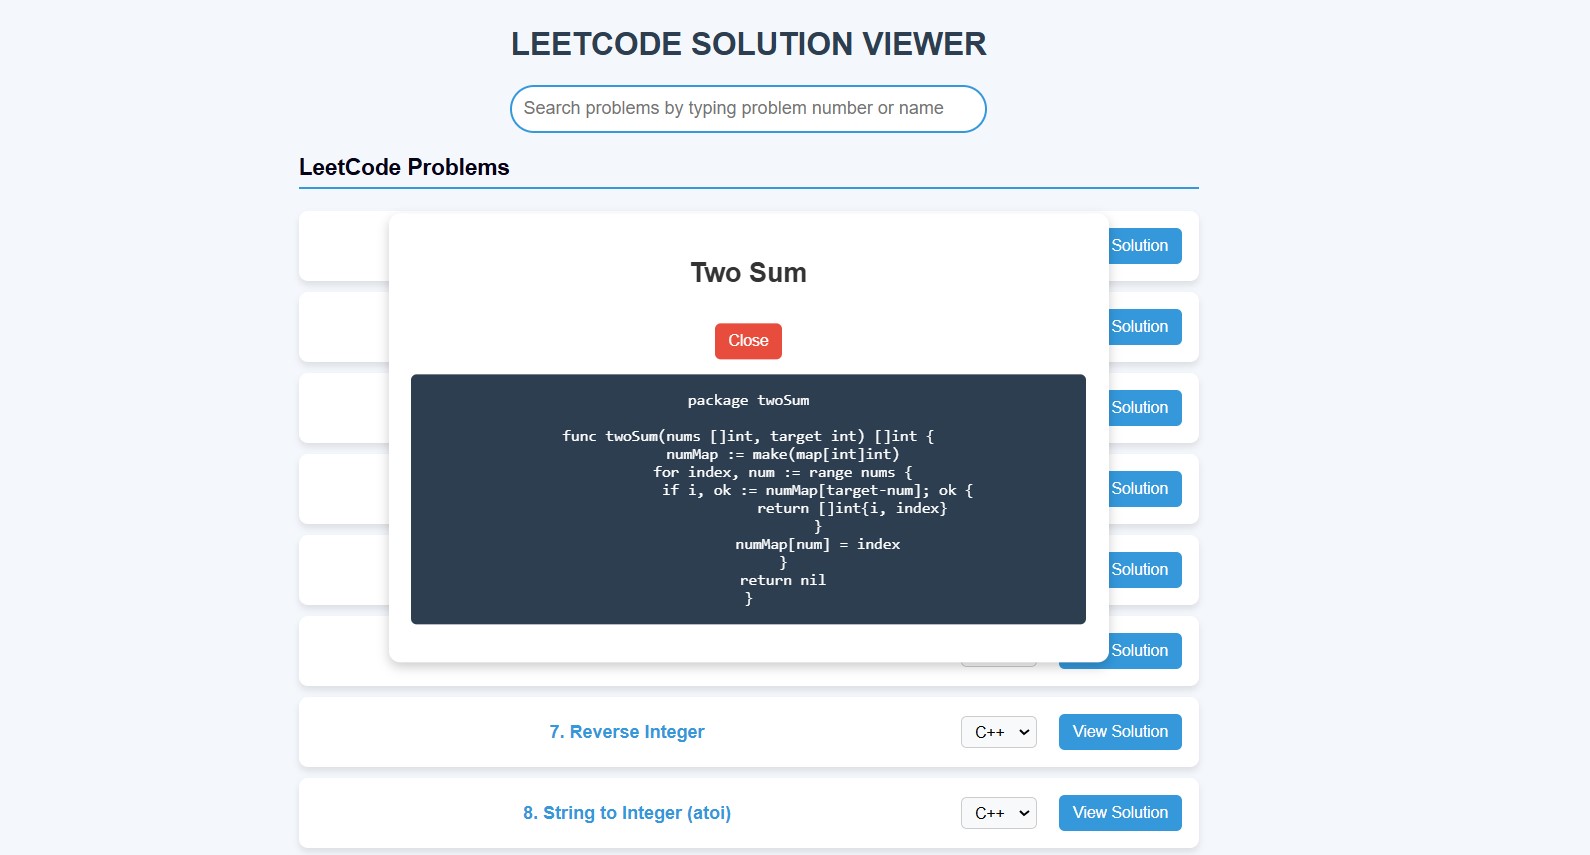 LEETCODE SOLUTION VIEWER
Search problems by typing problem number or name
LeetCode Problems
Solution
Two Sum
Solution
Close
Solution
package twoSum
func twoSum(nums []int, target int) []int {
numMap := make(map[int]int)
for index, num := range nums {
if i, ok := numMap[target-num]; ok {
Solution
return []int{i, index}
}
numMap[num] = index
}
Solution
return nil
}
Solution
7. Reverse Integer C++ View Solution
8. String to Integer (atoi) C++ View Solution